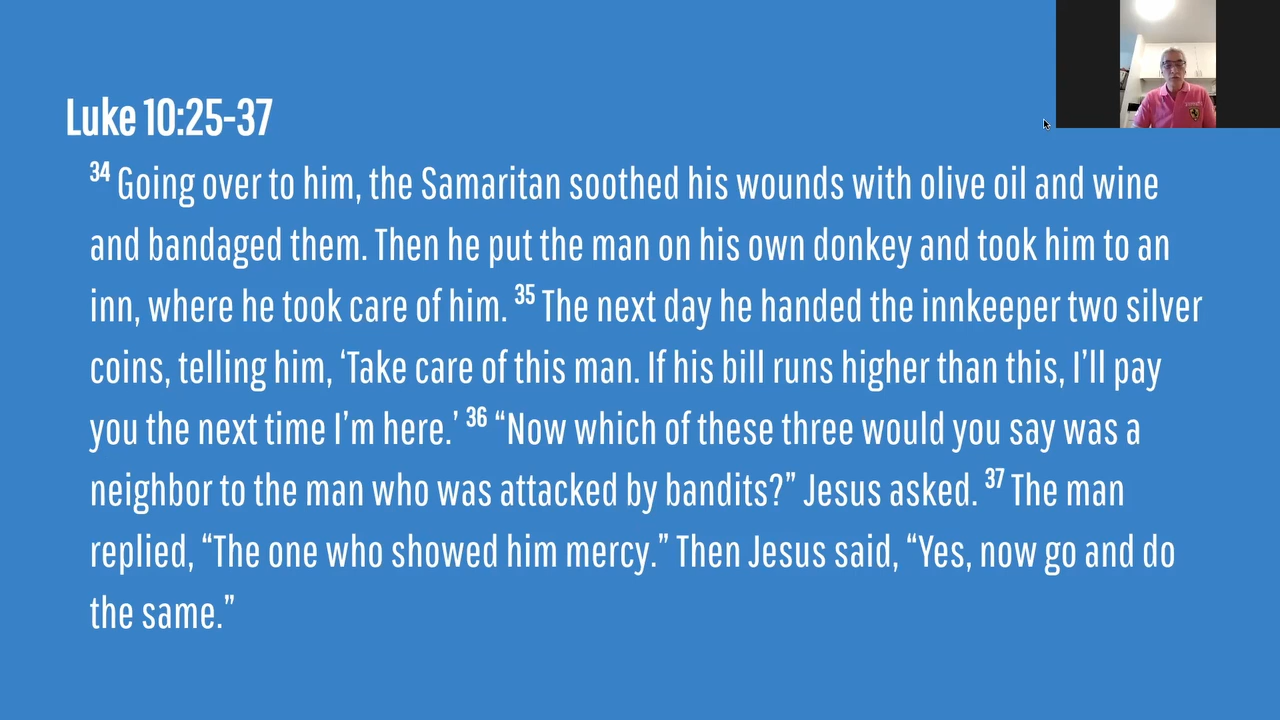 Luke 10:25-37
34 Going over to him, the Samaritan soothed his wounds with olive oil and wine
and bandaged them. Then he put the man on his own donkey and took him to an
inn, where he took care of him. 35 The next day he handed the innkeeper two silver
coins, telling him, ‘Take care of this man. If his bill runs higher than this, I’ll pay
you the next time I’m here.’ 36 “Now which of these three would you say was a
neighbor to the man who was attacked by bandits?” Jesus asked. 37 The man
replied, “The one who showed him mercy.” Then Jesus said, “Yes, now go and do
the same.”